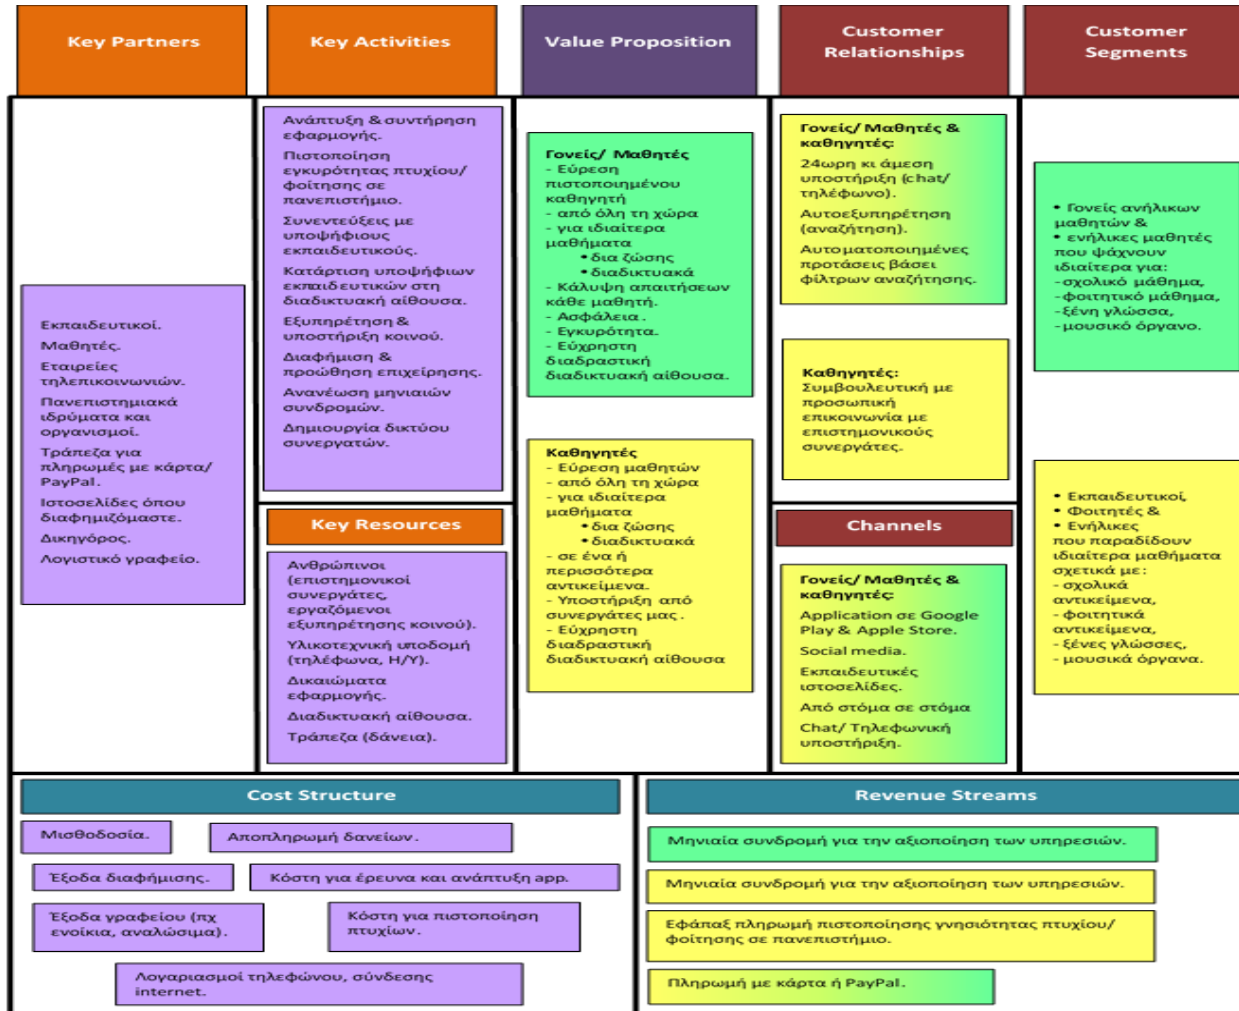 Key Partners
Εκπαιδευτικοί.
Μαθητές.
Εταιρείες
τηλεπικοινωνιών.
Πανεπιστημιακά
ιδρύματα και
οργανισμοί.
Τράπεζα για
πληρωμές με κάρτα/
PayPal.
Ιστοσελίδες όπου
διαφημιζόμαστε.
Δικηγόρος.
Λογιστικό γραφείο.
Key Activities
Ανάπτυξη & συντήρηση
εφαρμογής.
Πιστοποίηση
εγκυρότητας πτυχίου/
φοίτησης σε
πανεπιστήμιο.
Συνεντεύξεις με
υποψήφιους
εκπαιδευτικούς.
Κατάρτιση υποψήφιων
εκπαιδευτικών στη
διαδικτυακή αίθουσα.
Εξυπηρέτηση &
υποστήριξη κοινού.
Διαφήμιση &
προώθηση επιχείρησης.
Ανανέωση μηνιαιών
συνδρομών.
Δημιουργία δικτύου
συνεργατών.
Key Resources
Ανθρώπινοι
(επιστημονικοί
συνεργάτες,
εργαζόμενοι
εξυπηρέτησης κοινού).
Υλικοτεχνική υποδομή
(τηλέφωνα, Η/Υ).
Δικαιώματα
εφαρμογής.
Διαδικτυακή αίθουσα.
Τράπεζα (δάνεια).
Value Proposition
Γονείς/ Μαθητές
- Εύρεση
πιστοποιημένου
καθηγητή
- από όλη τη χώρα
- για ιδιαίτερα
μαθήματα
• δια ζώσης
• διαδικτυακά
- Κάλυψη απαιτήσεων
κάθε μαθητή.
- Ασφάλεια.
- Εγκυρότητα.
- Εύχρηστη
διαδραστική
διαδικτυακή αίθουσα.
Καθηγητές
- Εύρεση μαθητών
- από όλη τη χώρα
- για ιδιαίτερα
μαθήματα
• δια ζώσης
• διαδικτυακά
- σε ένα ή
περισσότερα
αντικείμενα.
- Υποστήριξη από
συνεργάτες μας.
- Εύχρηστη
διαδραστική
διαδικτυακή αίθουσα
Customer
Relationships
Γονείς/ Μαθητές &
καθηγητές:
24ωρη κι άμεση
υποστήριξη (chat/
τηλέφωνο).
Αυτοεξυπηρέτηση
(αναζήτηση).
Αυτοματοποιημένες
προτάσεις βάσει
φίλτρων αναζήτησης.
Καθηγητές:
Συμβουλευτική με
προσωπική
επικοινωνία με
επιστημονικούς
συνεργάτες.
Channels
Γονείς/ Μαθητές &
καθηγητές:
Application σε Google
Play & Apple Store.
Social media.
Εκπαιδευτικές
ιστοσελίδες.
Από στόμα σε στόμα
Chat/ Τηλεφωνική
υποστήριξη.
Customer
Segments
• Γονείς ανήλικων
μαθητών &
• ενήλικες μαθητές
που ψάχνουν
ιδιαίτερα για:
-σχολικό μάθημα,
-φοιτητικό μάθημα,
-ξένη γλώσσα,
-μουσικό όργανο.
• Εκπαιδευτικοί,
• Φοιτητές &
• Ενήλικες
που παραδίδουν
ιδιαίτερα μαθήματα
σχετικά με:
- σχολικά
αντικείμενα,
-φοιτητικά
αντικείμενα,
-ξένες γλώσσες,
-μουσικά όργανα.
Cost Structure
Μισθοδοσία.
Αποπληρωμή δανείων.
Έξοδα διαφήμισης.
Κόστη για έρευνα και ανάπτυξη app.
Έξοδα γραφείου (πχ
ενοίκια, αναλώσιμα).
Κόστη για πιστοποίηση
πτυχίων.
Λογαριασμοί τηλεφώνου, σύνδεσης
internet.
Revenue Streams
Μηνιαία συνδρομή για την αξιοποίηση των υπηρεσιών.
Μηνιαία συνδρομή για την αξιοποίηση των υπηρεσιών.
Εφάπαξ πληρωμή πιστοποίησης γνησιότητας πτυχίου/
φοίτησης σε πανεπιστήμιο.
Πληρωμή με κάρτα ή PayPal.